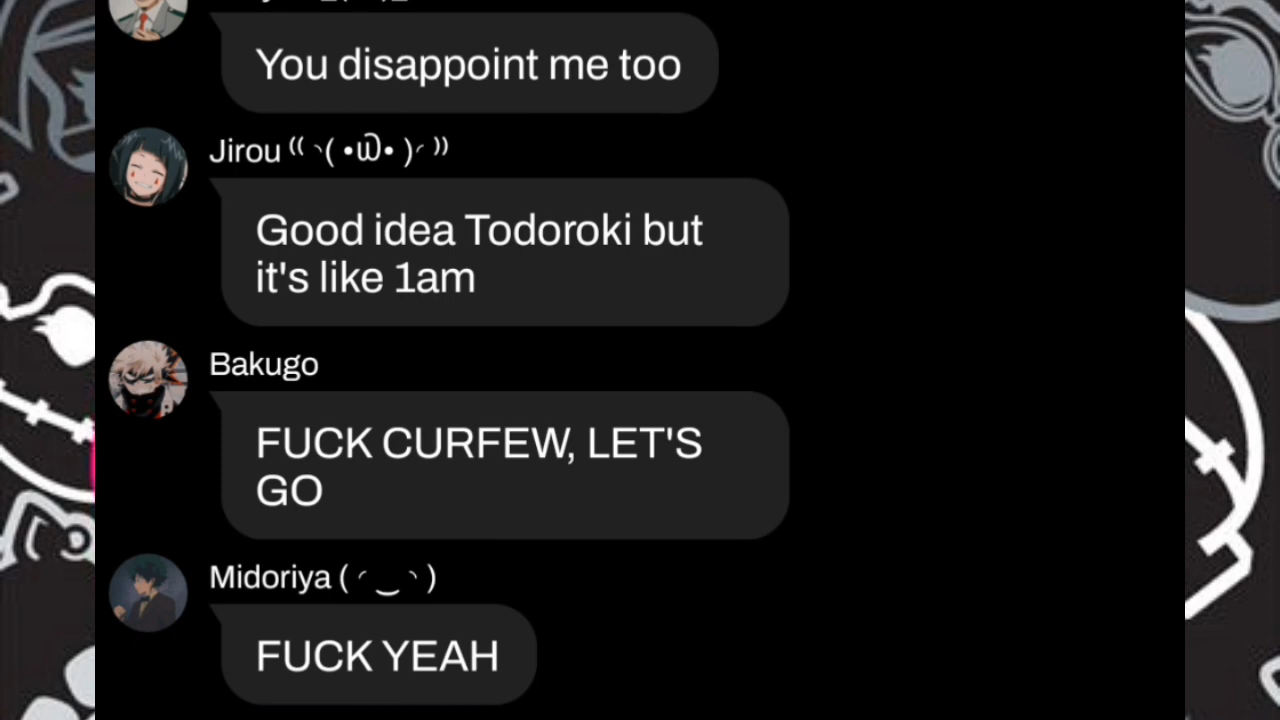 You disappoint me too
Jirou ⁽⁽ ◝( •௰• )◜ ⁾⁾
Good idea Todoroki but
it's like 1am
Bakugo
FUCK CURFEW, LET'S
GO
Midoriya ( ◜ ‿ ◝ )
FUCK YEAH